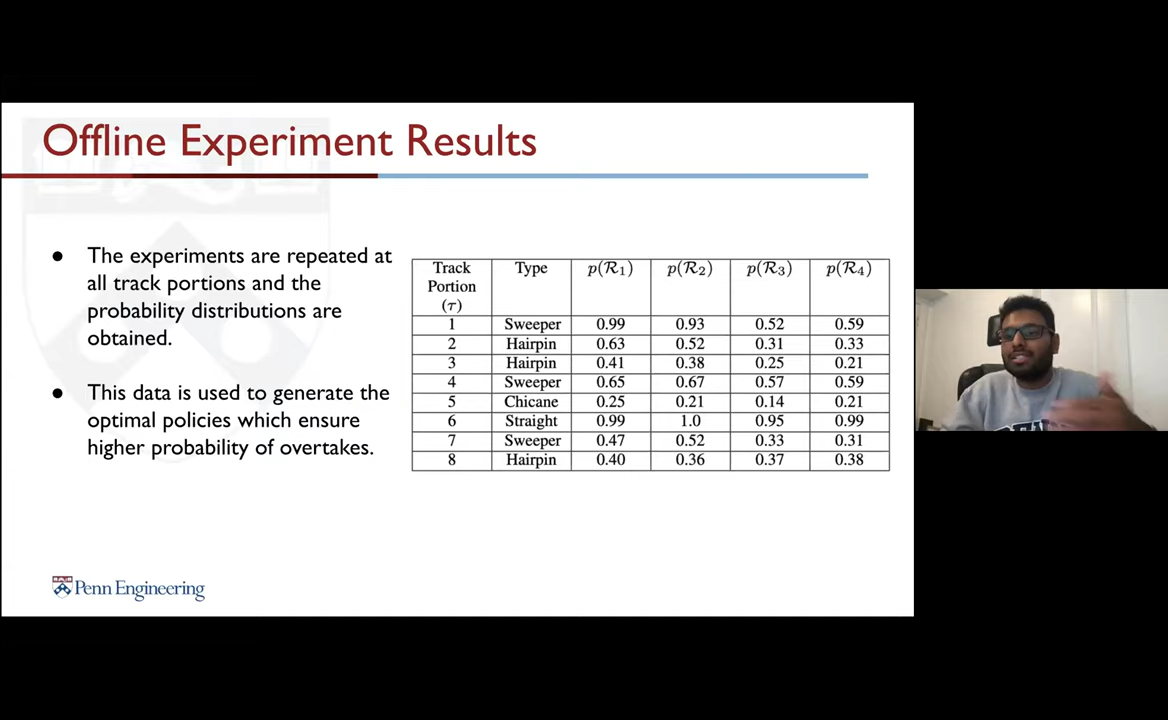 Offline Experiment Results
● The experiments are repeated at
all track portions and the
probability distributions are
obtained.
● This data is used to generate the
optimal policies which ensure
higher probability of overtakes.
Track Portion (τ) Type p(R₁) p(R₂) p(R₃) p(R₄)
1 Sweeper 0.99 0.93 0.52 0.59
2 Hairpin 0.63 0.52 0.31 0.33
3 Hairpin 0.41 0.38 0.25 0.21
4 Sweeper 0.65 0.67 0.57 0.59
5 Chicane 0.25 0.21 0.14 0.21
6 Straight 0.99 1.0 0.95 0.99
7 Sweeper 0.47 0.52 0.33 0.31
8 Hairpin 0.40 0.36 0.37 0.38
Penn Engineering